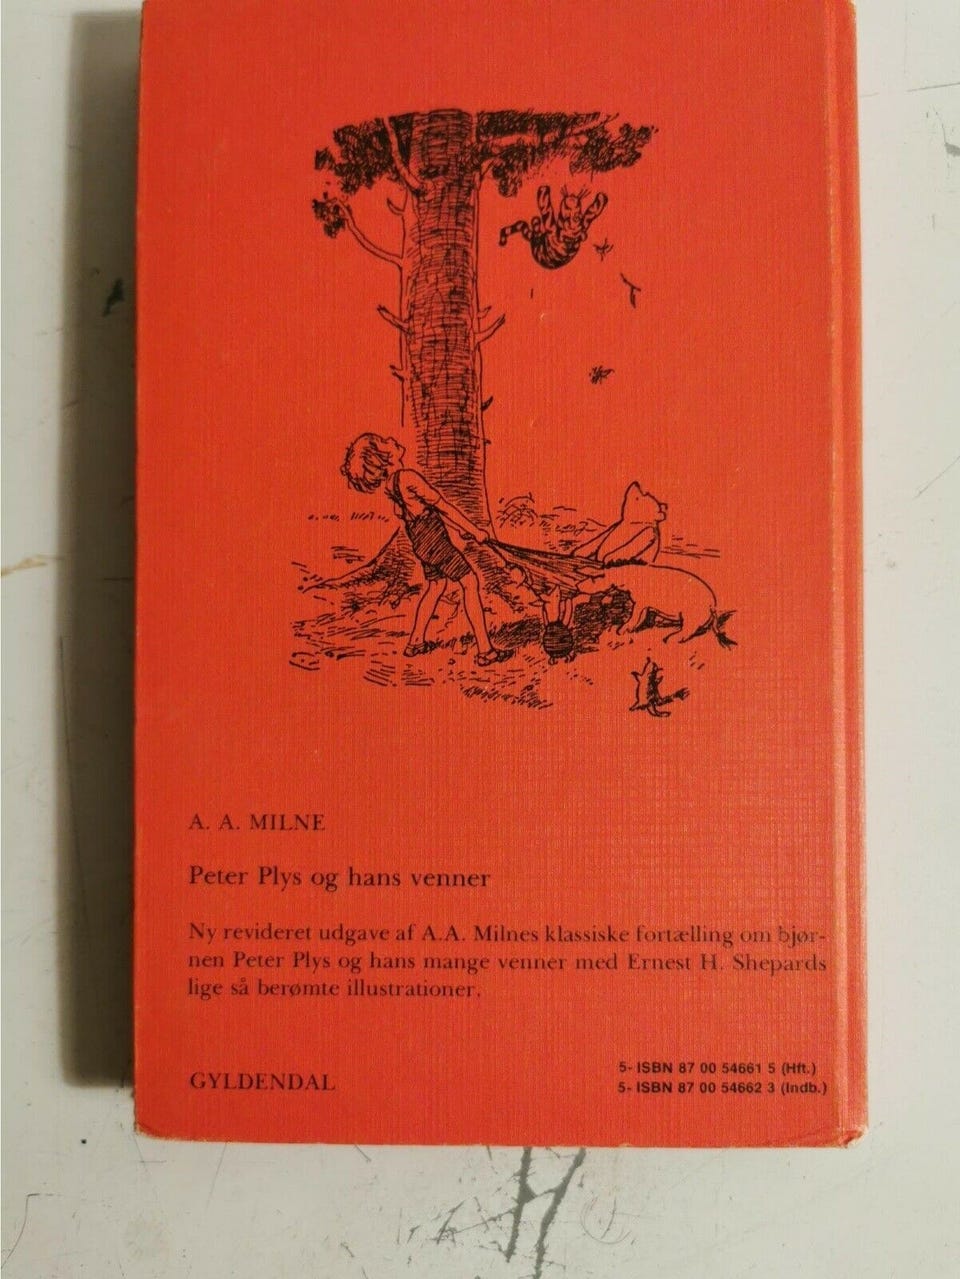 A. A. MILNE
Peter Plys og hans venner
Ny revideret udgave af A.A. Milnes klassiske fortælling om bjør-
nen Peter Plys og hans mange venner med Ernest H. Shepards
lige så berømte illustrationer.
GYLDENDAL
5- ISBN 87 00 54661 5 (Hft.)
5- ISBN 87 00 54662 3 (Indb.)